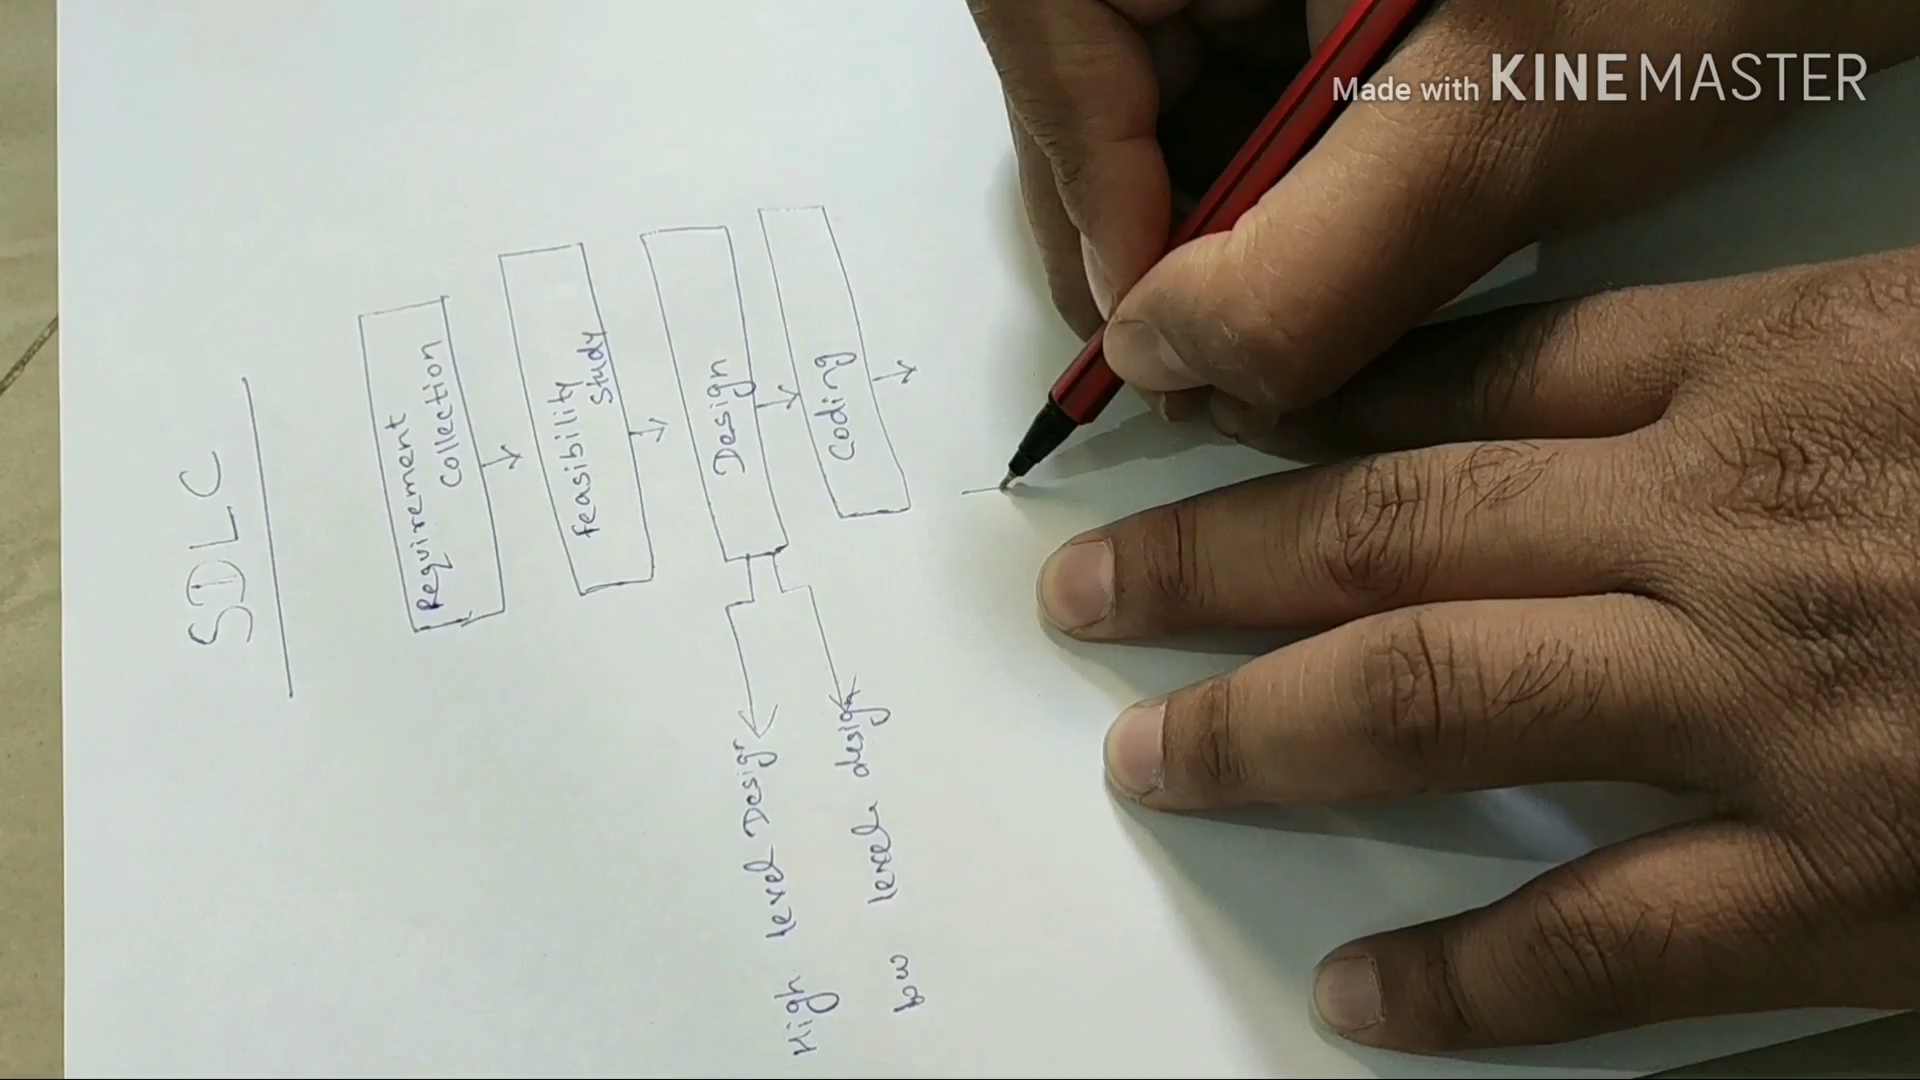 Made with KINEMASTER
SDLC
Requirement
Collection
feasibility
study
Design
Coding
High level Design
low level design